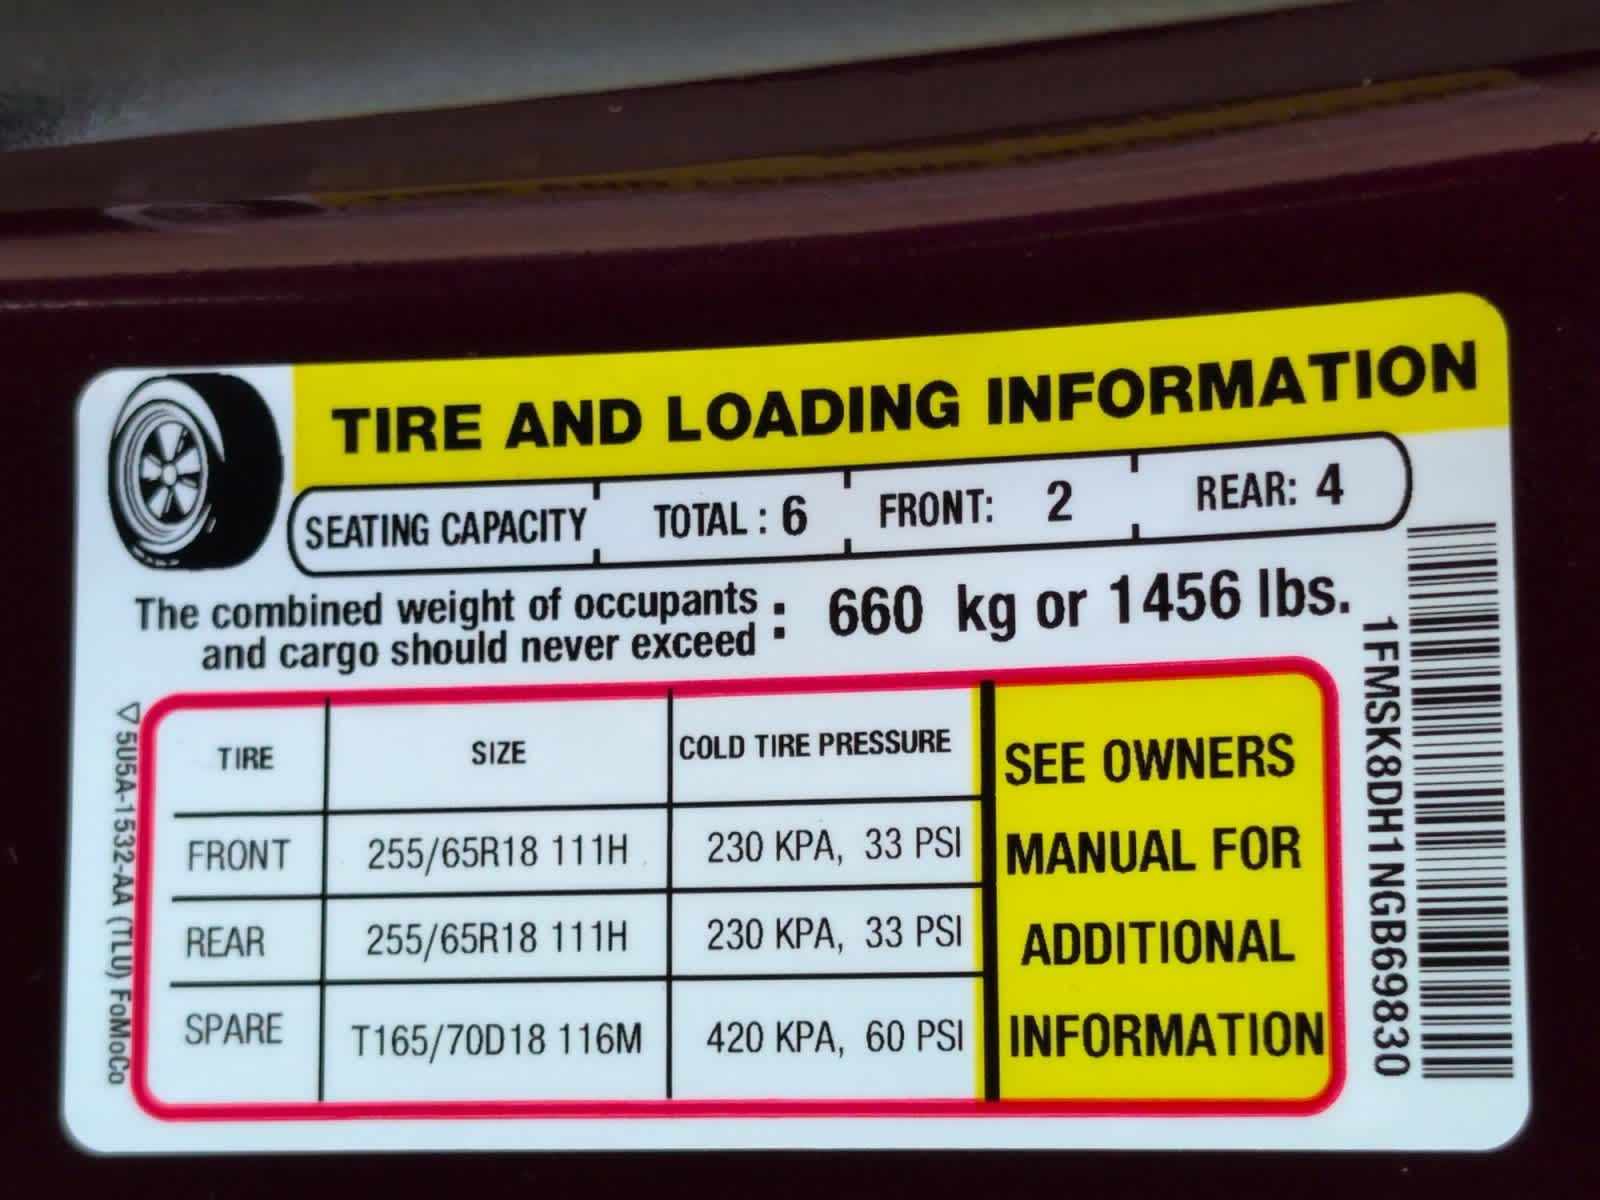 TIRE AND LOADING INFORMATION
SEATING CAPACITY TOTAL : 6 FRONT: 2 REAR: 4
The combined weight of occupants
and cargo should never exceed : 660 kg or 1456 lbs.
TIRE SIZE COLD TIRE PRESSURE
FRONT 255/65R18 111H 230 KPA, 33 PSI
REAR 255/65R18 111H 230 KPA, 33 PSI
SPARE T165/70D18 116M 420 KPA, 60 PSI
SEE OWNERS
MANUAL FOR
ADDITIONAL
INFORMATION
5U5A-1532-AA (TLU) FoMoCo
1FMSK8DH1NGB69830